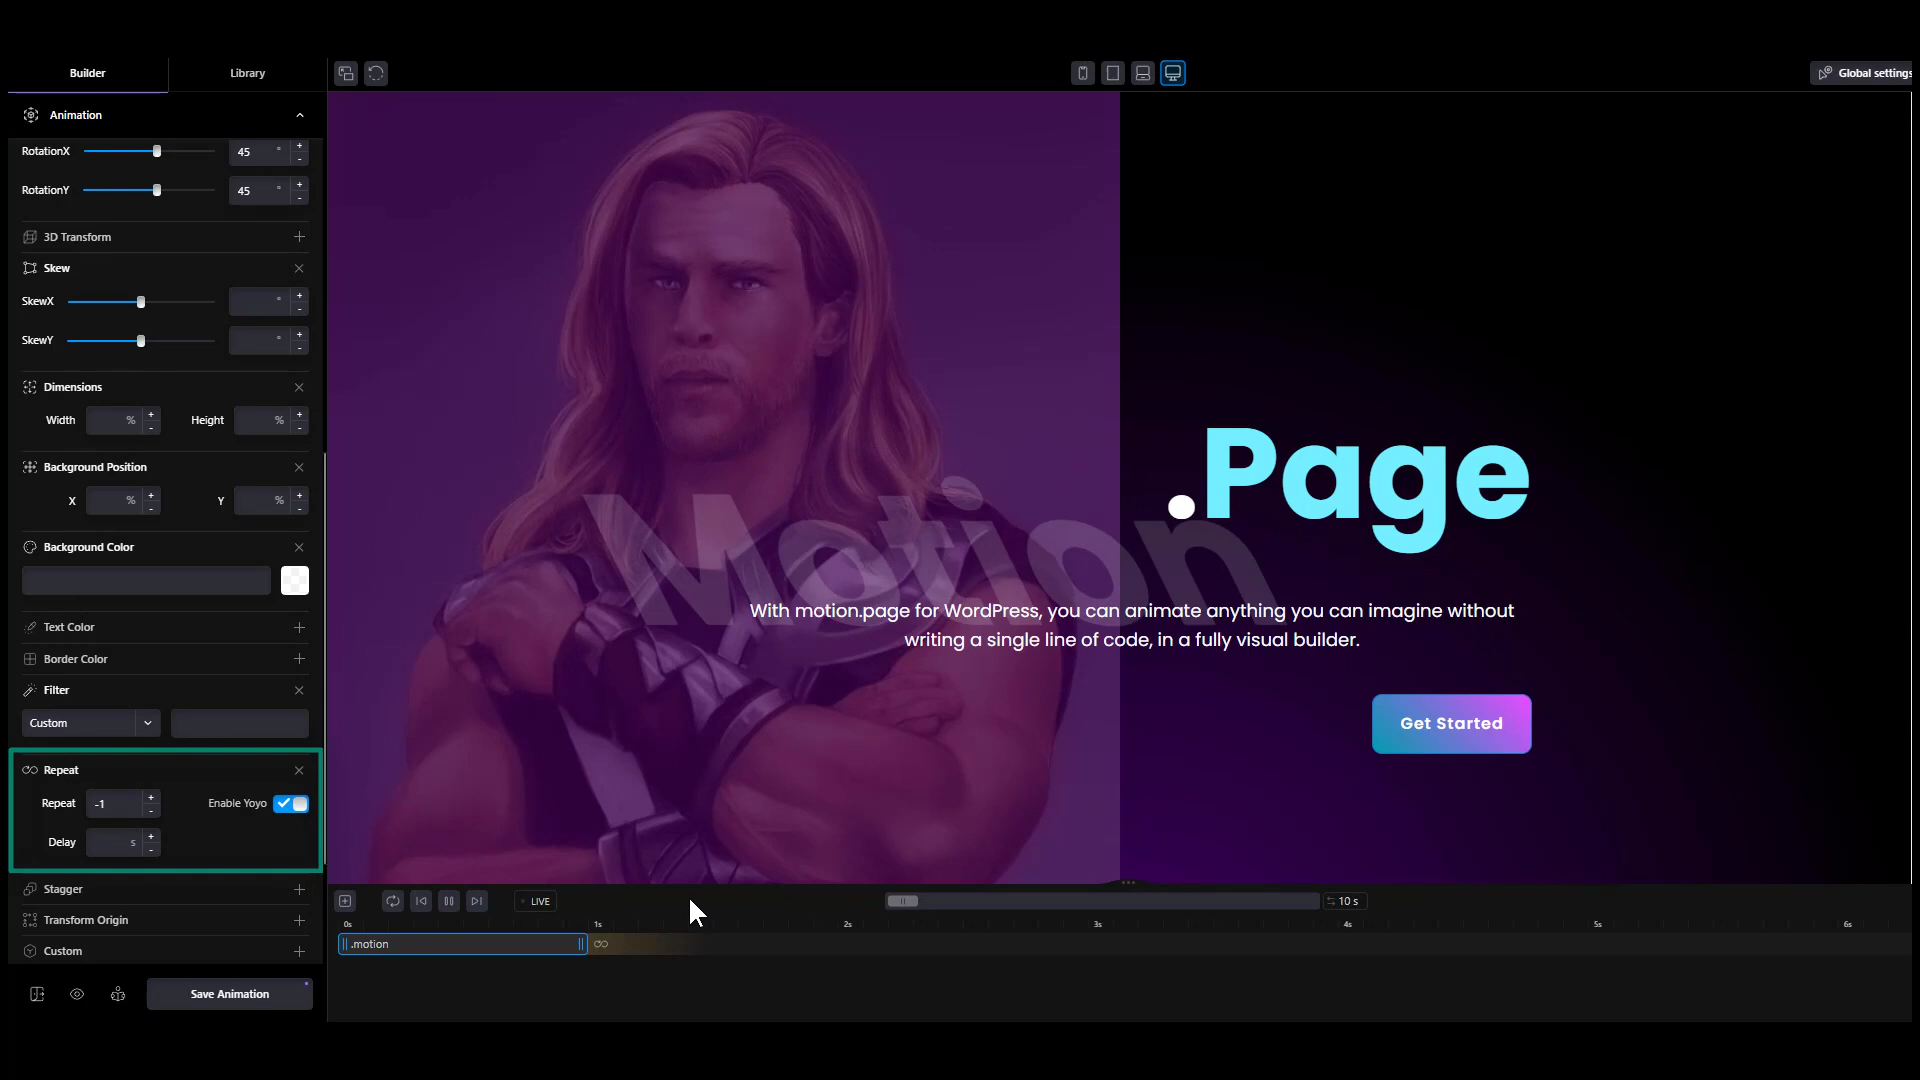 Builder
Library
Global settings
Animation
RotationX 45 °
RotationY 45 °
3D Transform
Skew
SkewX °
SkewY °
Dimensions
Width % Height %
Background Position
X % Y %
Background Color
Text Color
Border Color
Filter
Custom
Repeat
Repeat -1 Enable Yoyo
Delay s
Stagger
Transform Origin
Custom
Save Animation
Motion
.Page
With motion.page for WordPress, you can animate anything you can imagine without
writing a single line of code, in a fully visual builder.
Get Started
LIVE
10 s
0s 1s 2s 3s 4s 5s 6s
.motion